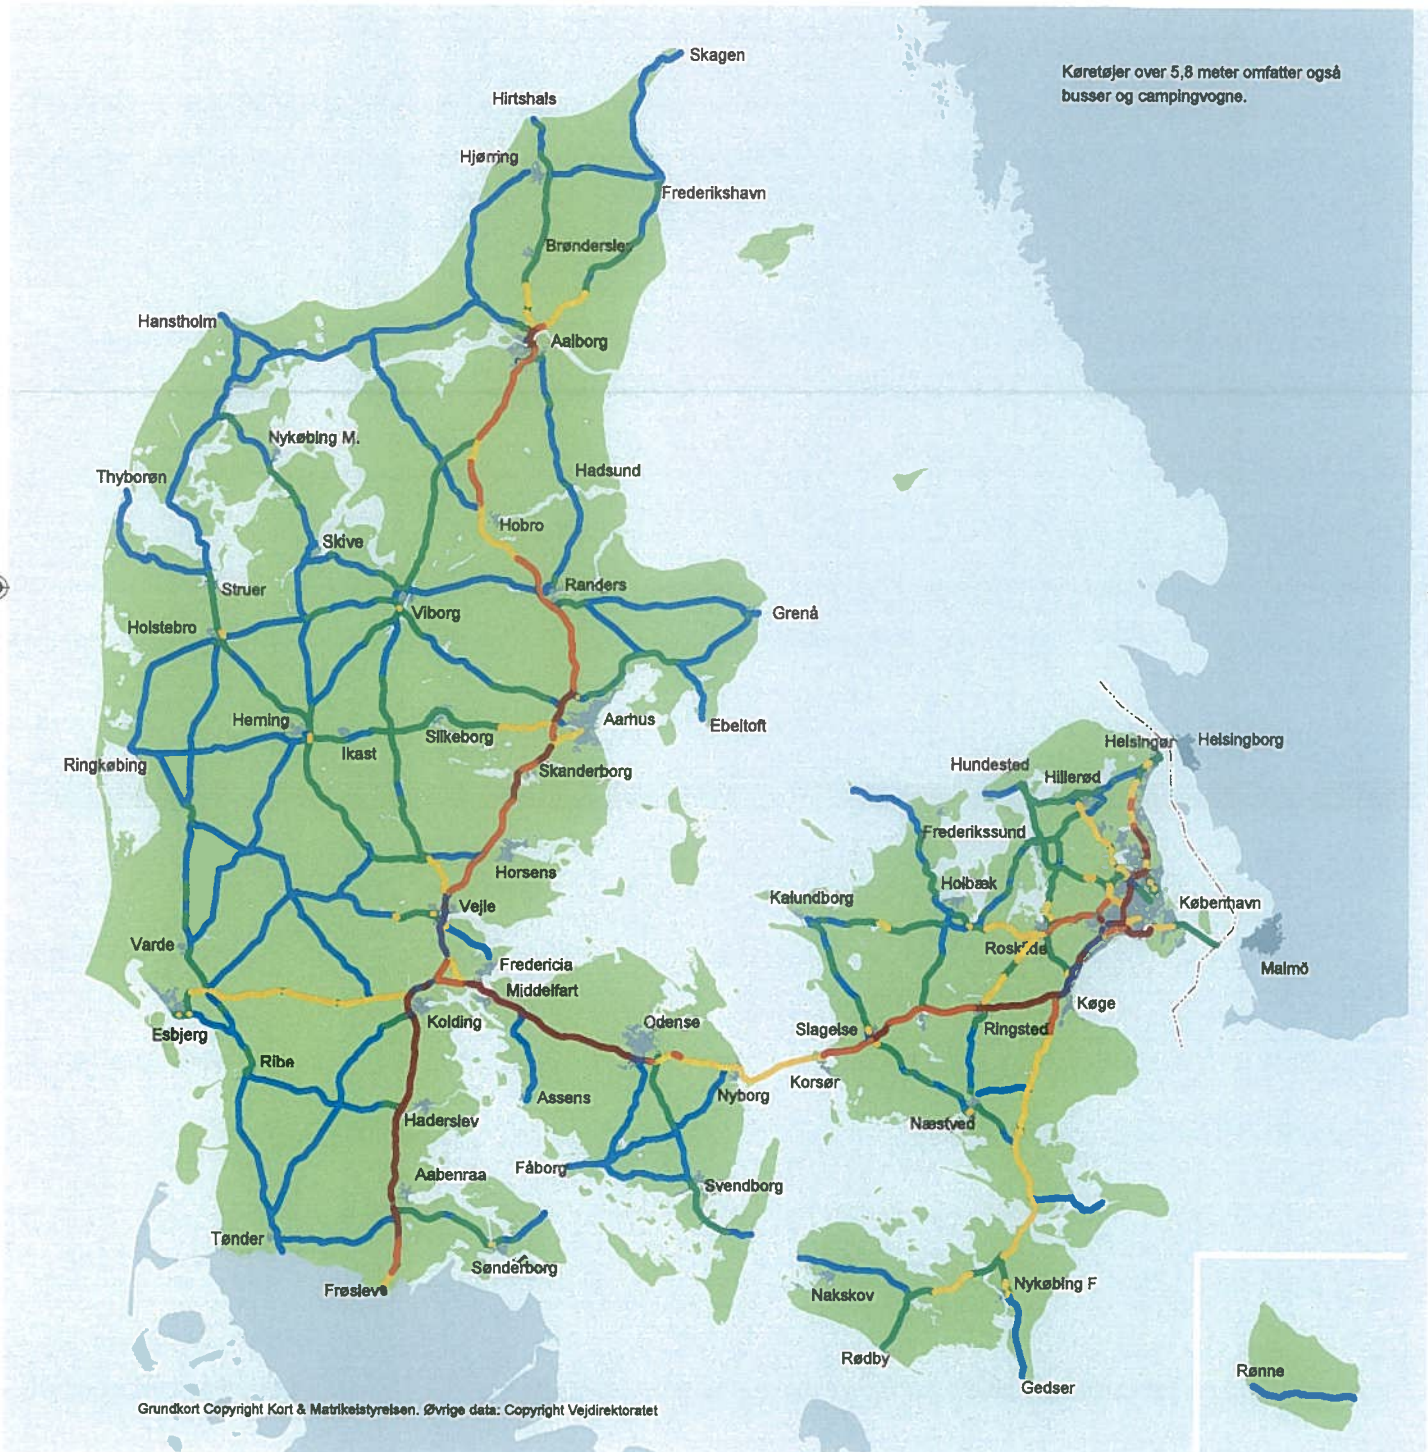 Skagen
Køretøjer over 5,8 meter omfatter også
busser og campingvogne.
Hirtshals
Hjørring
Frederikshavn
Brønderslev
Hanstholm
Aalborg
Nykøbing M.
Thyborøn
Hadsund
Hobro
Skive
Struer
Randers
Viborg
Grenå
Holstebro
Herning
Aarhus
Ebeltoft
Ikast
Silkeborg
Ringkøbing
Skanderborg
Helsingør
Helsingborg
Hundested
Hillerød
Frederikssund
Horsens
Holbæk
Kalundborg
København
Vejle
Varde
Roskilde
Fredericia
Malmö
Middelfart
Køge
Esbjerg
Kolding
Odense
Slagelse
Ringsted
Ribe
Korsør
Assens
Nyborg
Haderslev
Næstved
Fåborg
Aabenraa
Svendborg
Tønder
Sønderborg
Frøslev
Nakskov
Nykøbing F
Rødby
Rønne
Gedser
Grundkort Copyright Kort & Matrikelstyrelsen. Øvrige data: Copyright Vejdirektoratet